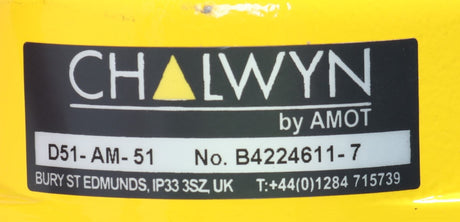 CHALWYN
by AMOT
D51-AM-51 No. B4224611-7
BURY ST EDMUNDS, IP33 3SZ, UK T:+44(0)1284 715739